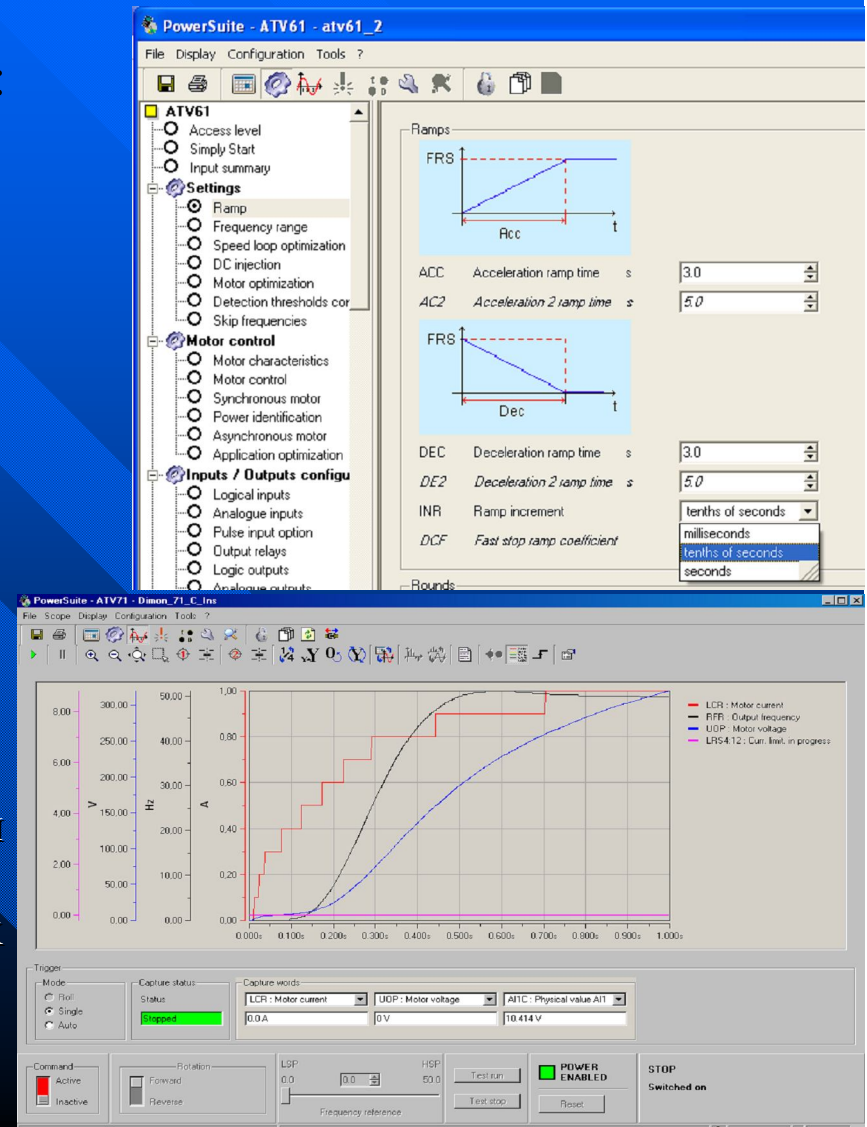 PowerSuite - ATV61 - atv61_2
File Display Configuration Tools ?
ATV61
Access level
Simply Start
Input summary
Settings
Ramp
Frequency range
Speed loop optimization
DC injection
Motor optimization
Detection thresholds cor
Skip frequencies
Motor control
Motor characteristics
Motor control
Synchronous motor
Power identification
Asynchronous motor
Application optimization
Inputs / Outputs configu
Logical inputs
Analogue inputs
Pulse input option
Output relays
Logic outputs
Analogue outputs
Ramps
FRS
Acc
t
ACC Acceleration ramp time s 3.0
AC2 Acceleration 2 ramp time s 5.0
FRS
Dec
t
DEC Deceleration ramp time s 3.0
DE2 Deceleration 2 ramp time s 5.0
INR Ramp increment tenths of seconds
milliseconds
DCF Fast stop ramp coefficient
tenths of seconds
seconds
Rounds
PowerSuite - ATV71 - Dimon_71_C_Ins
File Scope Display Configuration Tools ?
8.00 6.00 4.00 2.00 0.00
300.00 250.00 200.00 150.00 100.00 50.00 0.00
V
50.00 40.00 30.00 20.00 10.00 0.00
Hz
1,00 0,80 0,60 0,40 0,20 0,00
A
0.000s 0.100s 0.200s 0.300s 0.400s 0.500s 0.600s 0.700s 0.800s 0.900s 1.000s
LCR : Motor current
RFR : Output frequency
UOP : Motor voltage
LRS4.12 : Curr. limit. in progress
Trigger
Mode
Roll
Single
Auto
Capture status
Status
Stopped
Capture words
LCR : Motor current UOP : Motor voltage AI1C : Physical value AI1
0.0 A 0 V 10.414 V
Command
Active
Inactive
Rotation
Forward
Reverse
LSP HSP
0.0 0.0 50.0
Frequency reference
Test run
Test stop
POWER ENABLED
Reset
STOP
Switched on